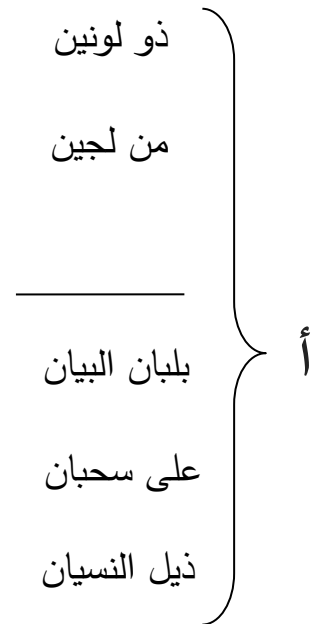 ذو لونين
من لجين
أ
بلبان البيان
على سحبان
ذيل النسيان